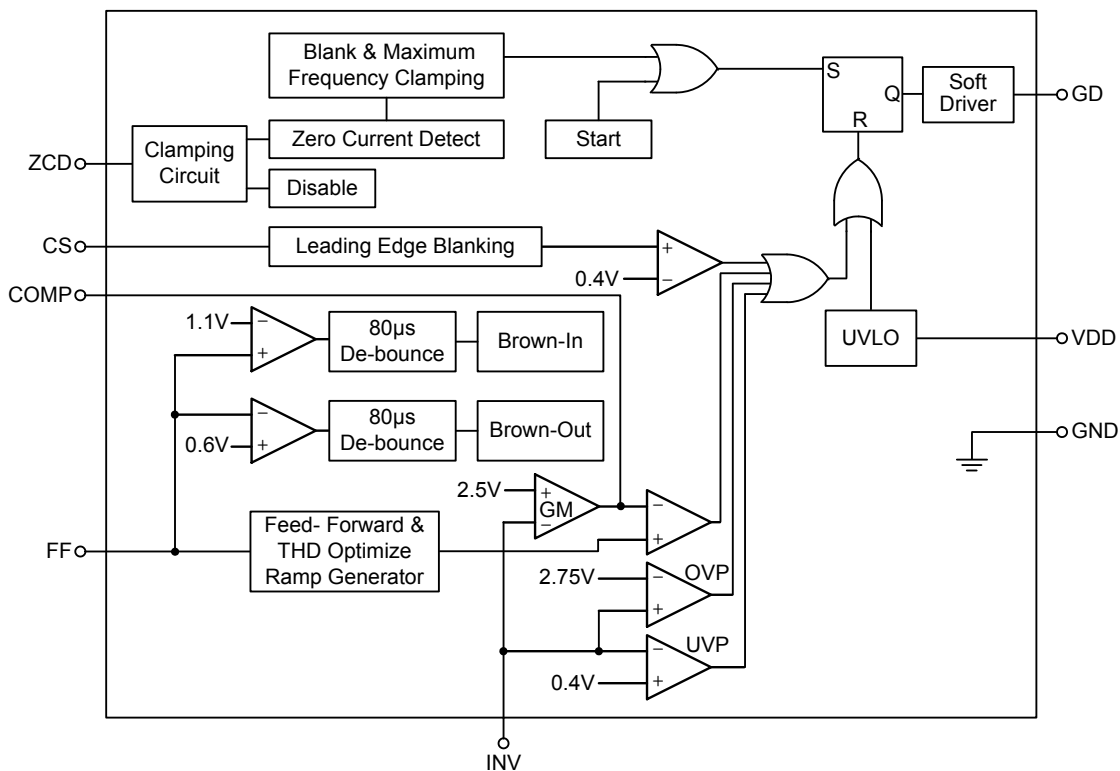 Blank & Maximum
Frequency Clamping
S
Q
R
Soft
Driver
GD
Zero Current Detect
Start
ZCD
Clamping
Circuit
Disable
CS
Leading Edge Blanking
+
−
0.4V
COMP
1.1V
−
+
80µs
De-bounce
Brown-In
UVLO
VDD
−
+
0.6V
80µs
De-bounce
Brown-Out
GND
2.5V
+
−
GM
−
+
FF
Feed- Forward &
THD Optimize
Ramp Generator
2.75V
−
+
OVP
−
+
UVP
0.4V
INV